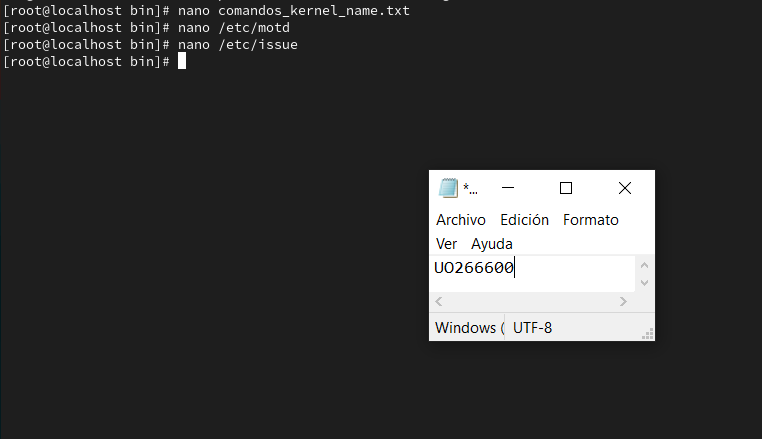 [root@localhost bin]# nano comandos_kernel_name.txt
[root@localhost bin]# nano /etc/motd
[root@localhost bin]# nano /etc/issue
[root@localhost bin]#
*...
Archivo Edición Formato
Ver Ayuda
UO266600
Windows ( UTF-8